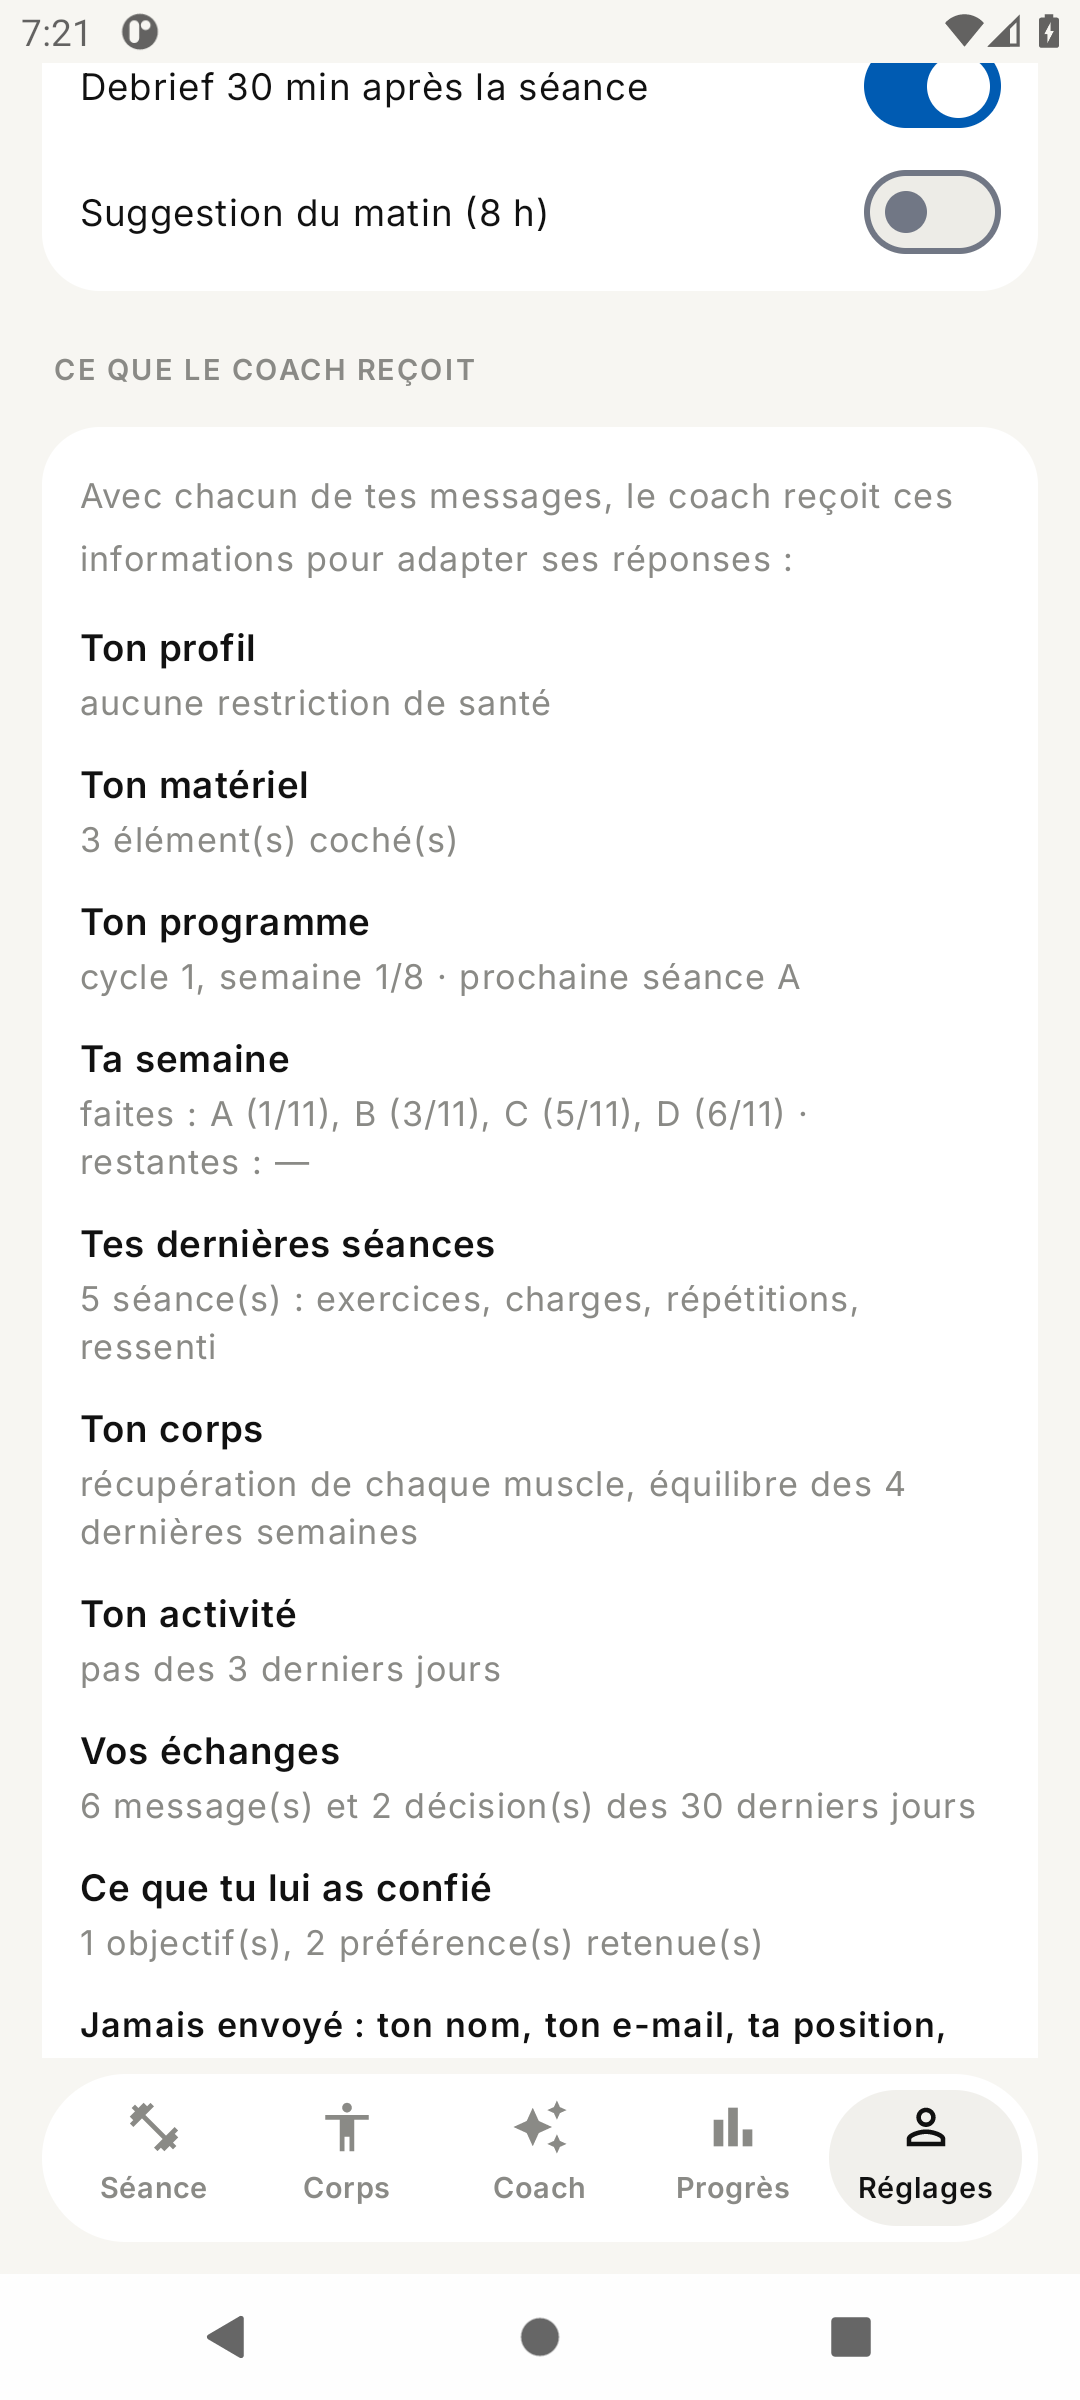 7:21
Debrief 30 min après la séance
Suggestion du matin (8 h)
CE QUE LE COACH REÇOIT
Avec chacun de tes messages, le coach reçoit ces
informations pour adapter ses réponses :
Ton profil
aucune restriction de santé
Ton matériel
3 élément(s) coché(s)
Ton programme
cycle 1, semaine 1/8 · prochaine séance A
Ta semaine
faites : A (1/11), B (3/11), C (5/11), D (6/11) ·
restantes : —
Tes dernières séances
5 séance(s) : exercices, charges, répétitions,
ressenti
Ton corps
récupération de chaque muscle, équilibre des 4
dernières semaines
Ton activité
pas des 3 derniers jours
Vos échanges
6 message(s) et 2 décision(s) des 30 derniers jours
Ce que tu lui as confié
1 objectif(s), 2 préférence(s) retenue(s)
Jamais envoyé : ton nom, ton e-mail, ta position,
Séance
Corps
Coach
Progrès
Réglages